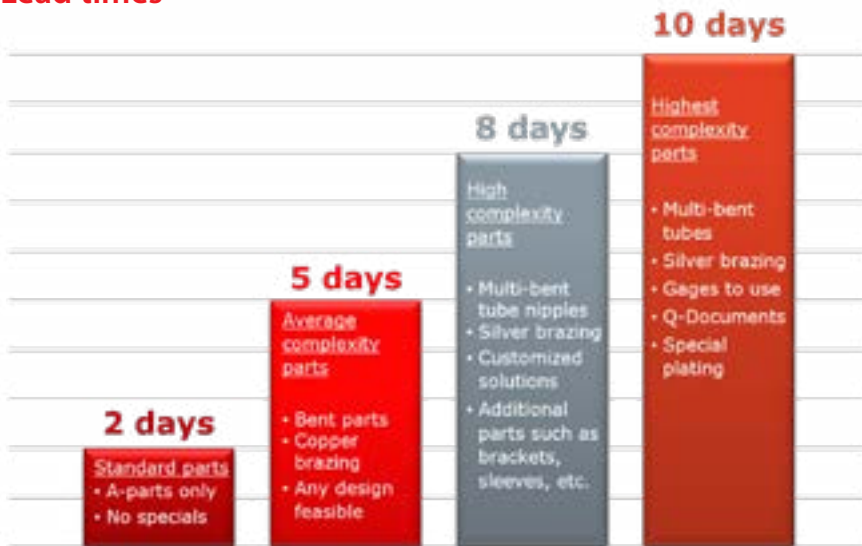 Lead times
10 days
Highest
complexity
parts
• Multi-bent
tubes
• Silver brazing
• Gages to use
• Q-Documents
• Special
plating
8 days
High
complexity
parts
• Multi-bent
tube nipples
• Silver brazing
• Customized
solutions
• Additional
parts such as
brackets,
sleeves, etc.
5 days
Average
complexity
parts
• Bent parts
• Copper
brazing
• Any design
feasible
2 days
Standard parts
• A-parts only
• No specials